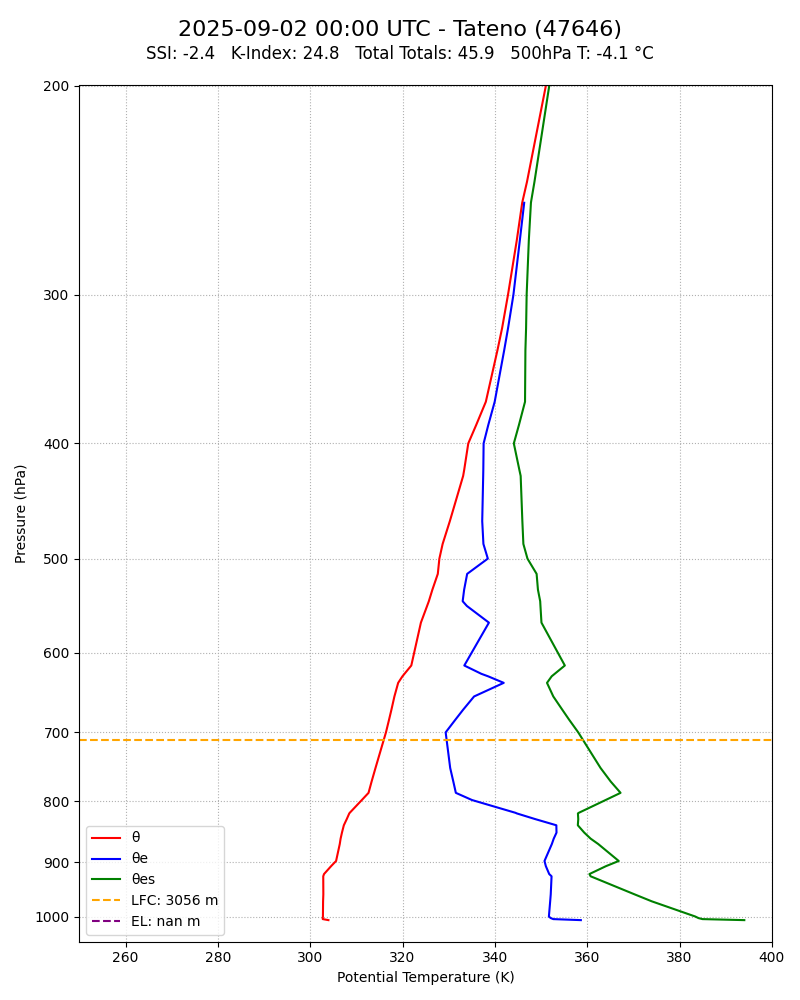 2025-09-02 00:00 UTC - Tateno (47646)
SSI: -2.4   K-Index: 24.8   Total Totals: 45.9   500hPa T: -4.1 °C
200
300
400
500
600
700
800
900
1000
Pressure (hPa)
θ
θe
θes
LFC: 3056 m
EL: nan m
260 280 300 320 340 360 380 400
Potential Temperature (K)